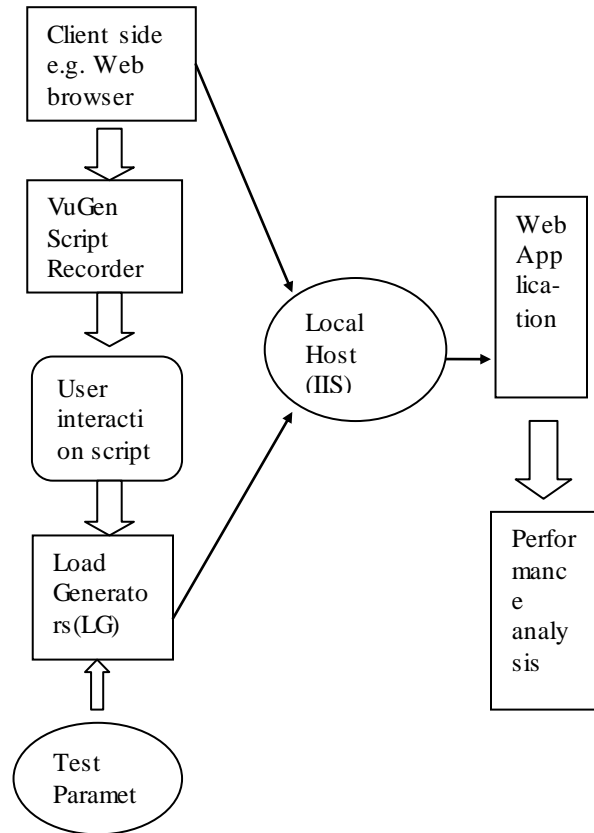 Client side
e.g. Web
browser
VuGen
Script
Recorder
User
interacti
on script
Load
Generato
rs(LG)
Test
Paramet
Local
Host
(IIS)
Web
App
lica-
tion
Perfor
manc
e
analy
sis